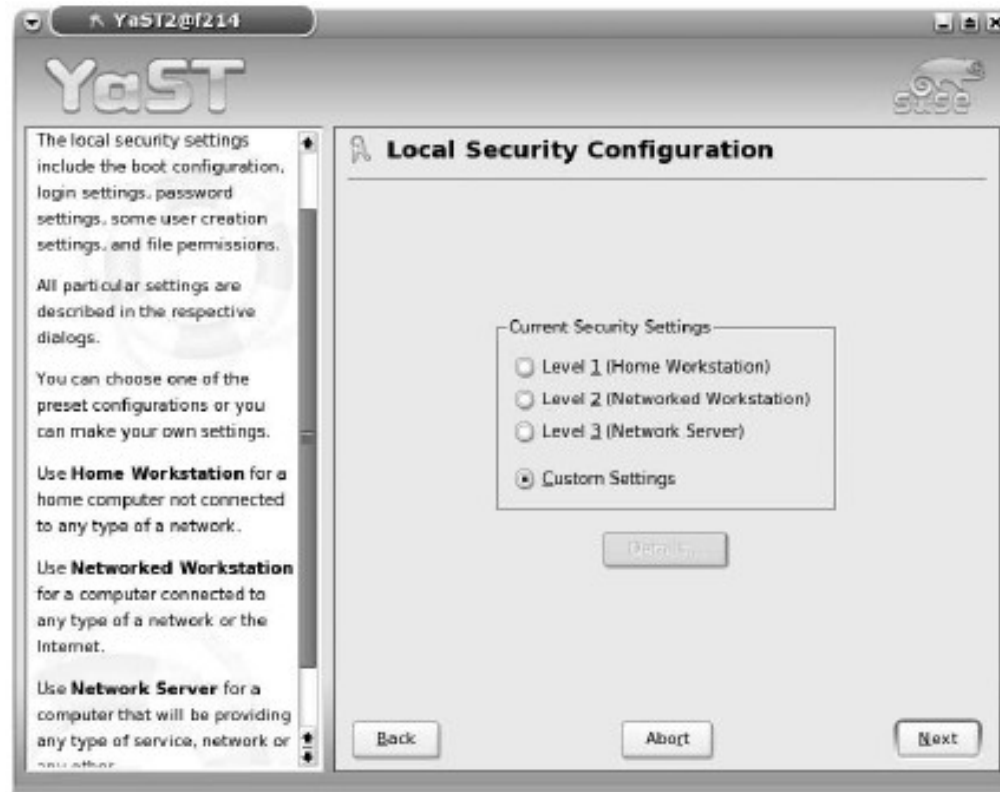 YaST2@f214
YaST
SuSE
The local security settings
include the boot configuration,
login settings, password
settings, some user creation
settings, and file permissions.
All particular settings are
described in the respective
dialogs.
You can choose one of the
preset configurations or you
can make your own settings.
Use Home Workstation for a
home computer not connected
to any type of a network.
Use Networked Workstation
for a computer connected to
any type of a network or the
Internet.
Use Network Server for a
computer that will be providing
any type of service, network or
any other.
Local Security Configuration
Current Security Settings
Level 1 (Home Workstation)
Level 2 (Networked Workstation)
Level 3 (Network Server)
Custom Settings
Details...
Back
Abort
Next